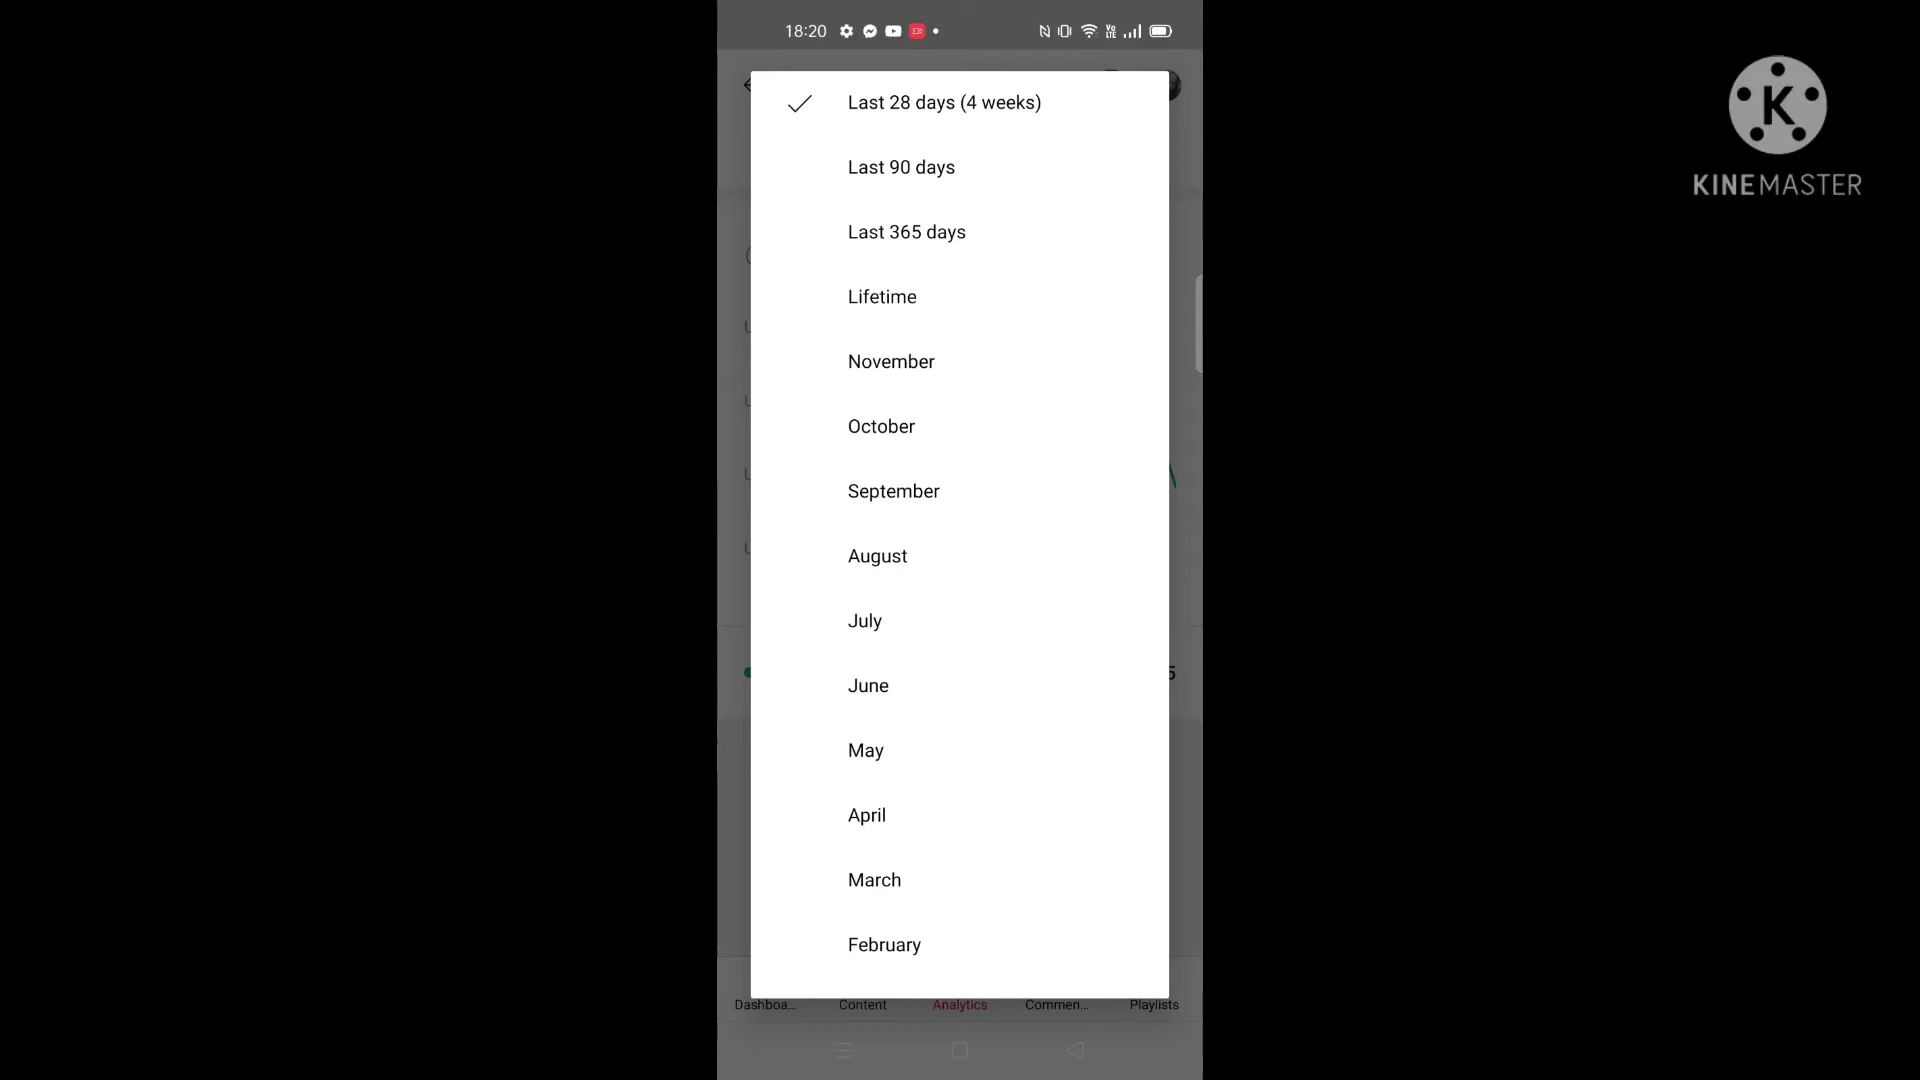 18:20
KINEMASTER
Last 28 days (4 weeks)
Last 90 days
Last 365 days
Lifetime
November
October
September
August
July
June
May
April
March
February
5
Dashboa...
Content
Analytics
Commen...
Playlists